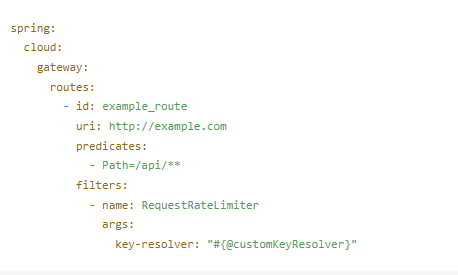 spring:
  cloud:
    gateway:
      routes:
        - id: example_route
          uri: http://example.com
          predicates:
            - Path=/api/**
          filters:
            - name: RequestRateLimiter
              args:
                key-resolver: "#{@customKeyResolver}"